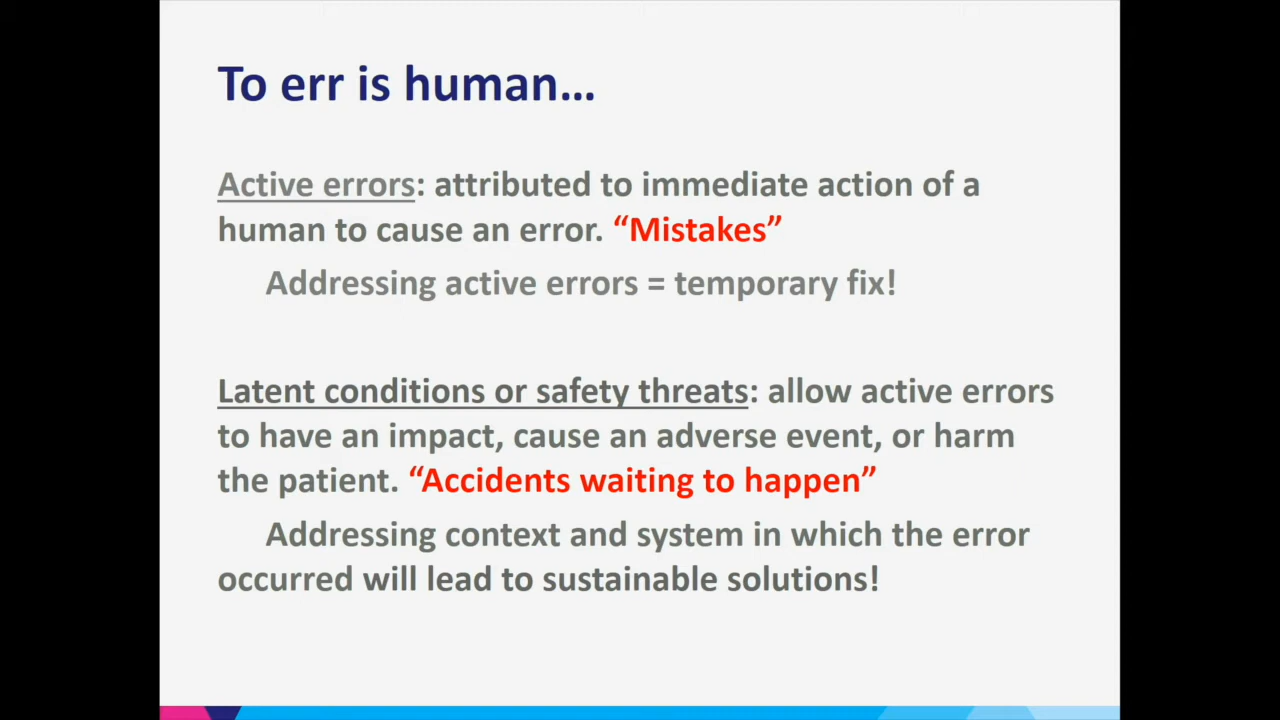 To err is human...
Active errors: attributed to immediate action of a
human to cause an error. “Mistakes”
Addressing active errors = temporary fix!
Latent conditions or safety threats: allow active errors
to have an impact, cause an adverse event, or harm
the patient. “Accidents waiting to happen”
Addressing context and system in which the error
occurred will lead to sustainable solutions!